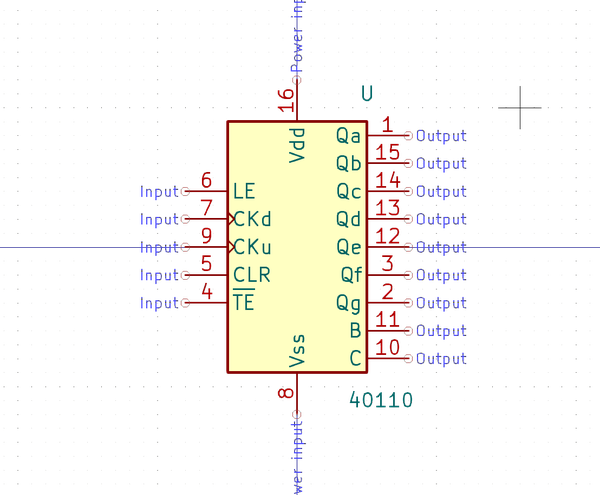 Power inp
16
U
Vdd
Qa 1 Output
Qb 15 Output
Input 6 LE Qc 14 Output
Input 7 CKd Qd 13 Output
Input 9 CKu Qe 12 Output
Input 5 CLR Qf 3 Output
Input 4 TE Qg 2 Output
B 11 Output
Vss
C 10 Output
8
40110
wer input